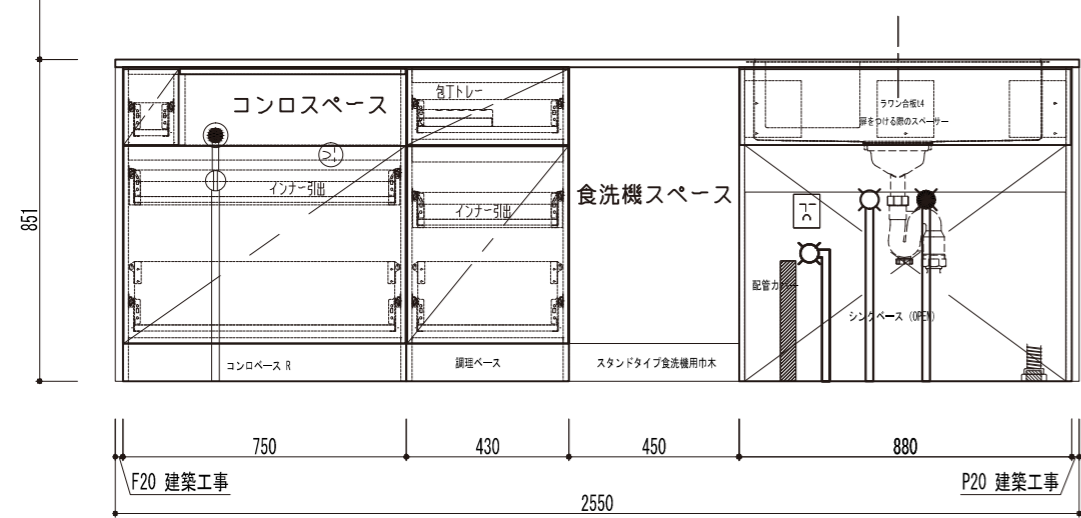 コンロスペース
包丁トレー
ラワン合板t4
扉をつける際のスペーサー
インナー引出
インナー引出
食洗機スペース
851
配管カバー
シンクベース (OPEN)
コンロベース R
調理ベース
スタンドタイプ食洗機用巾木
750
430
450
880
F20 建築工事
P20 建築工事
2550